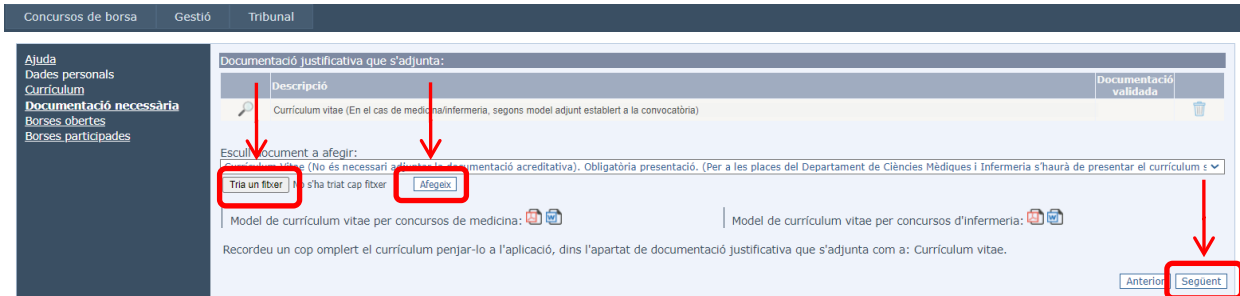 Concursos de borsa Gestió Tribunal
Ajuda
Dades personals
Currículum
Documentació necessària
Borses obertes
Borses participades
Documentació justificativa que s'adjunta:
Descripció Documentació validada
Currículum vitae (En el cas de medicina/infermeria, segons model adjunt establert a la convocatòria)
Escull document a afegir:
Currículum Vitae (No és necessari adjuntar la documentació acreditativa). Obligatòria presentació. (Per a les places del Departament de Ciències Mèdiques i Infermeria s'haurà de presentar el currículum s
Tria un fitxer No s'ha triat cap fitxer Afegeix
Model de currículum vitae per concursos de medicina: Model de currículum vitae per concursos d'infermeria:
Recordeu un cop omplert el currículum penjar-lo a l'aplicació, dins l'apartat de documentació justificativa que s'adjunta com a: Currículum vitae.
Anterior Següent